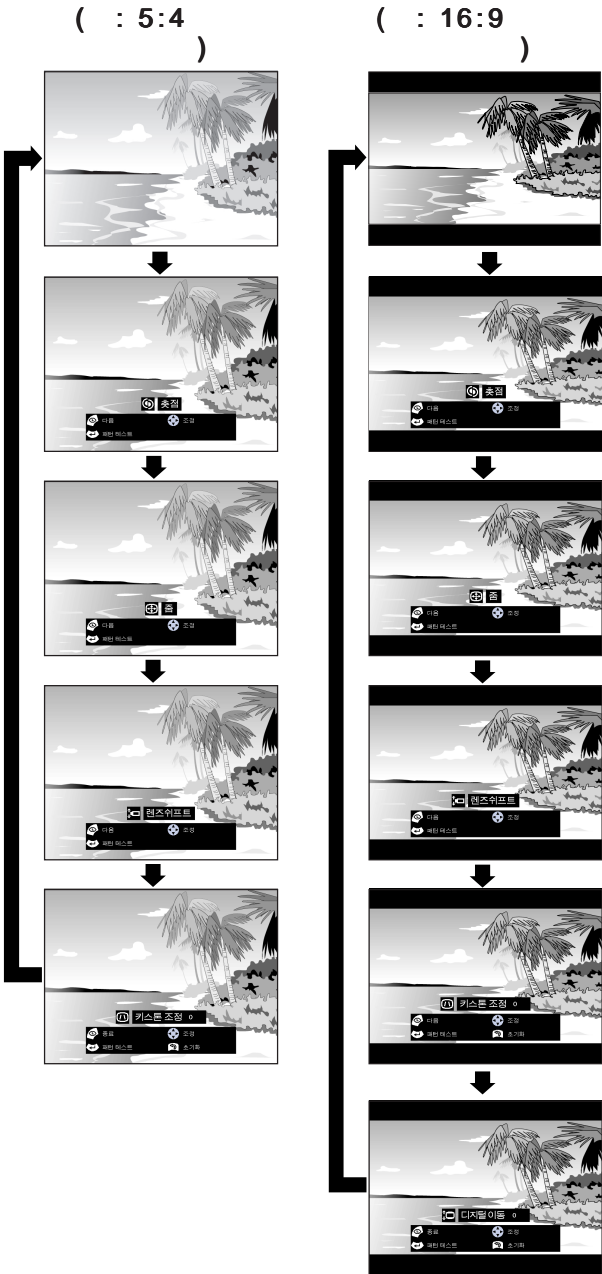 ( : 5:4
)
초점
다음 조정
패턴 테스트
줌
다음 조정
패턴 테스트
렌즈쉬프트
다음 조정
패턴 테스트
키스톤 조정 0
종료 조정
패턴 테스트 초기화
( : 16:9
)
초점
다음 조정
패턴 테스트
줌
다음 조정
패턴 테스트
렌즈쉬프트
다음 조정
패턴 테스트
키스톤 조정 0
다음 조정
패턴 테스트 초기화
디지털 이동 0
종료 조정
패턴 테스트 초기화